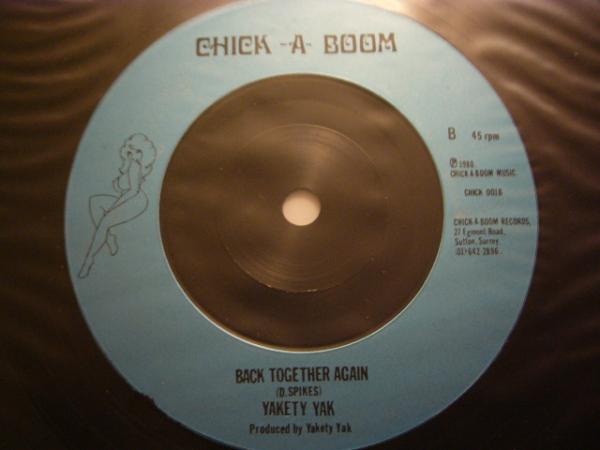 CHICK -A- BOOM
B 45 rpm
℗ 1980
CHICK-A-BOOM MUSIC.
CHICK 001B
CHICK-A-BOOM RECORDS,
27 Egmont Road,
Sutton, Surrey.
(01)-642-2896
BACK TOGETHER AGAIN
(D. SPIKES)
YAKETY YAK
Produced by Yakety Yak